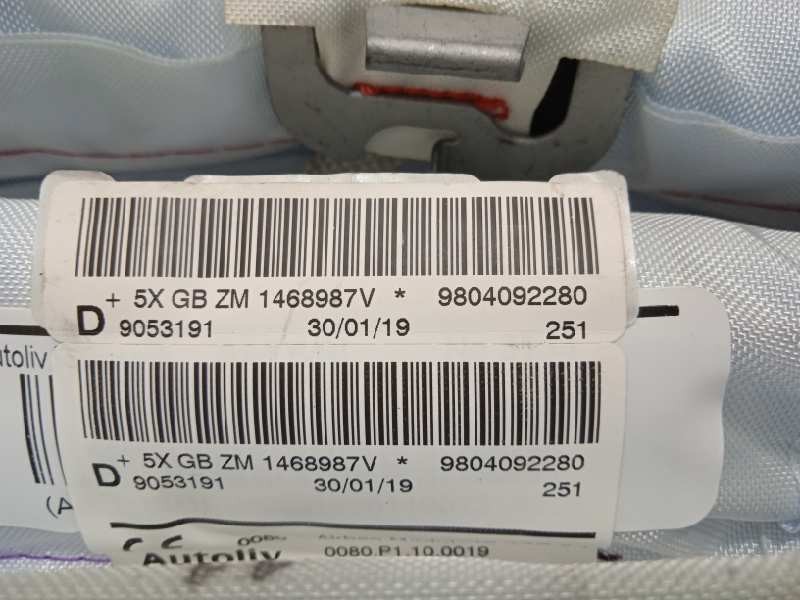 + 5X GB ZM 1468987V * 9804092280
D 9053191 30/01/19 251
utoliv
+ 5X GB ZM 1468987V * 9804092280
D 9053191 30/01/19 251
(A
Autoliv 0080.P1.10.0019